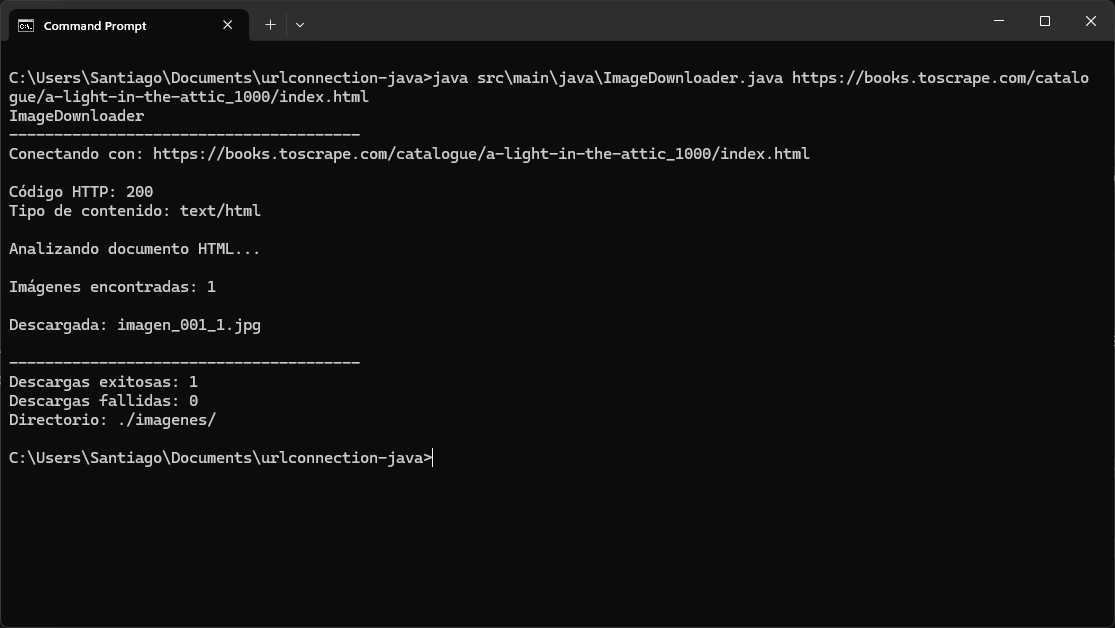 Command Prompt
C:\Users\Santiago\Documents\urlconnection-java>java src\main\java\ImageDownloader.java https://books.toscrape.com/catalo
gue/a-light-in-the-attic_1000/index.html
ImageDownloader
---------------------------------------
Conectando con: https://books.toscrape.com/catalogue/a-light-in-the-attic_1000/index.html
Código HTTP: 200
Tipo de contenido: text/html
Analizando documento HTML...
Imágenes encontradas: 1
Descargada: imagen_001_1.jpg
---------------------------------------
Descargas exitosas: 1
Descargas fallidas: 0
Directorio: ./imagenes/
C:\Users\Santiago\Documents\urlconnection-java>